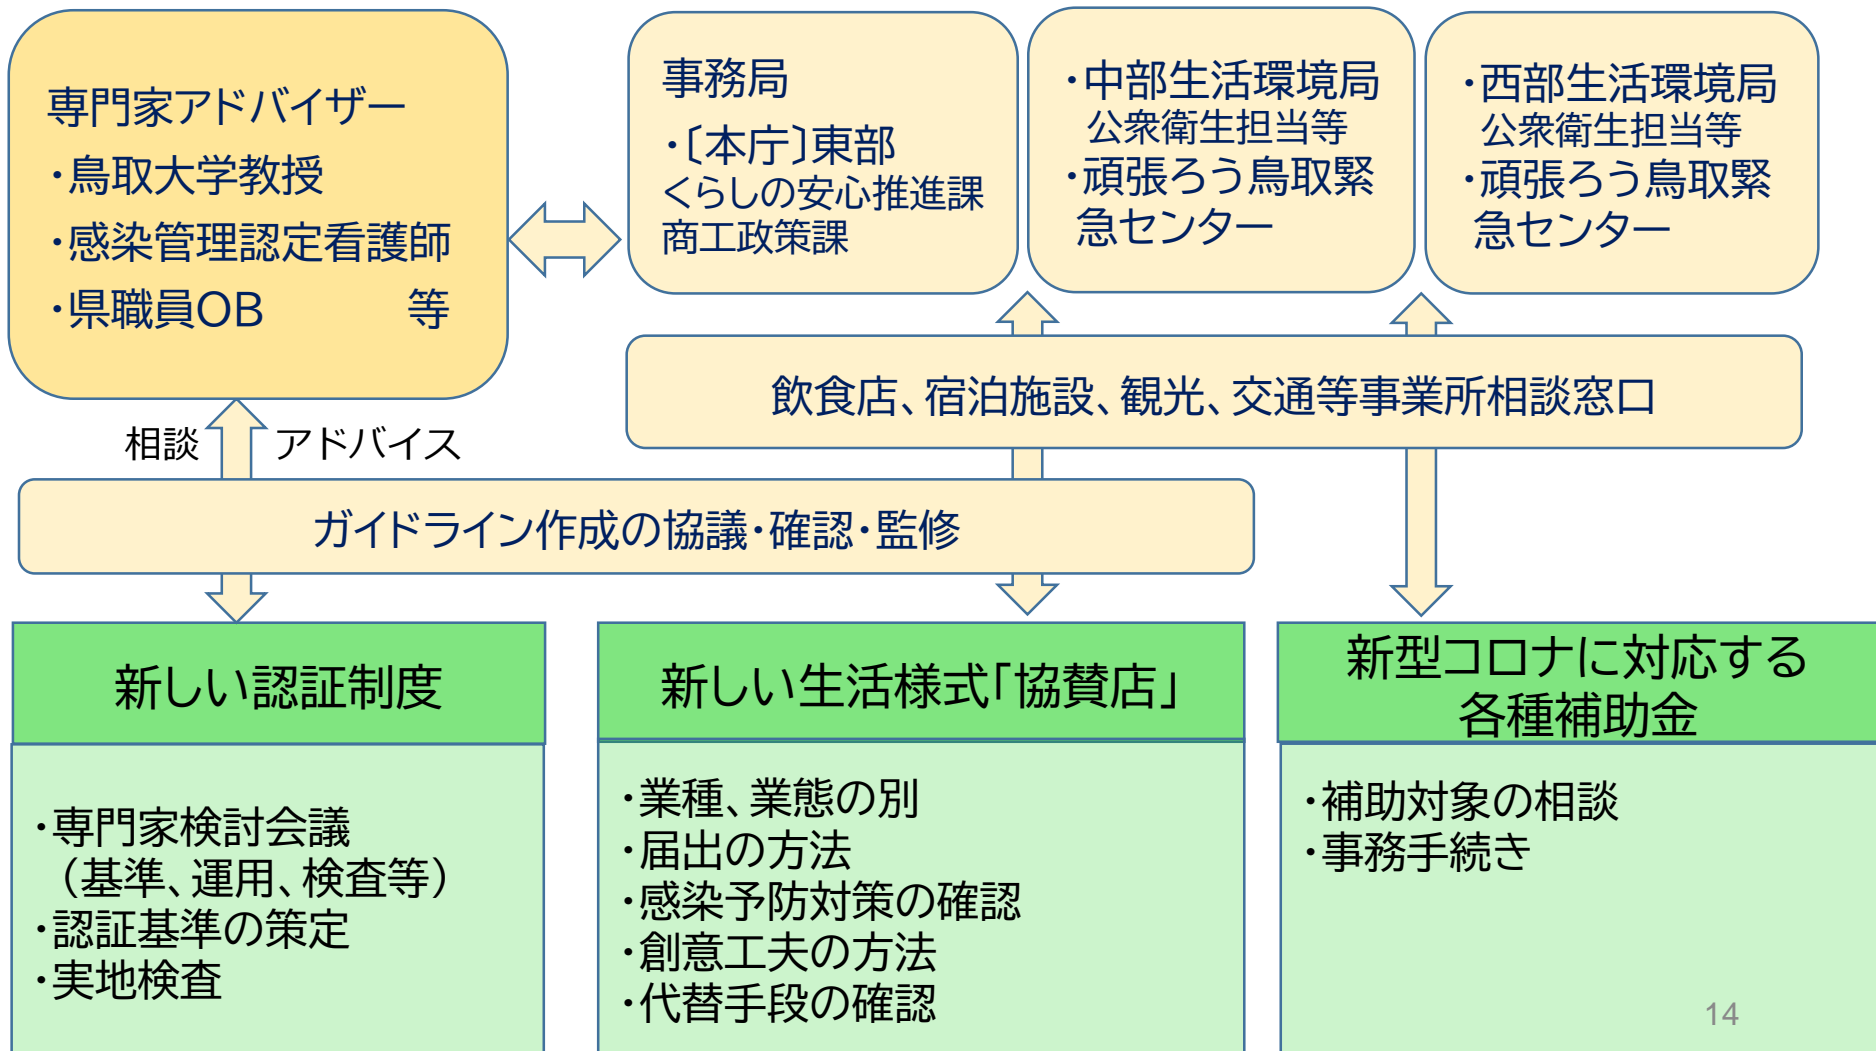 専門家アドバイザー
・鳥取大学教授
・感染管理認定看護師
・県職員OB　　　等
事務局
・〔本庁〕東部
くらしの安心推進課
商工政策課
・中部生活環境局
公衆衛生担当等
・頑張ろう鳥取緊
急センター
・西部生活環境局
公衆衛生担当等
・頑張ろう鳥取緊
急センター
飲食店、宿泊施設、観光、交通等事業所相談窓口
相談　アドバイス
ガイドライン作成の協議・確認・監修
新しい認証制度
・専門家検討会議
（基準、運用、検査等）
・認証基準の策定
・実地検査
新しい生活様式「協賛店」
・業種、業態の別
・届出の方法
・感染予防対策の確認
・創意工夫の方法
・代替手段の確認
新型コロナに対応する
各種補助金
・補助対象の相談
・事務手続き
14